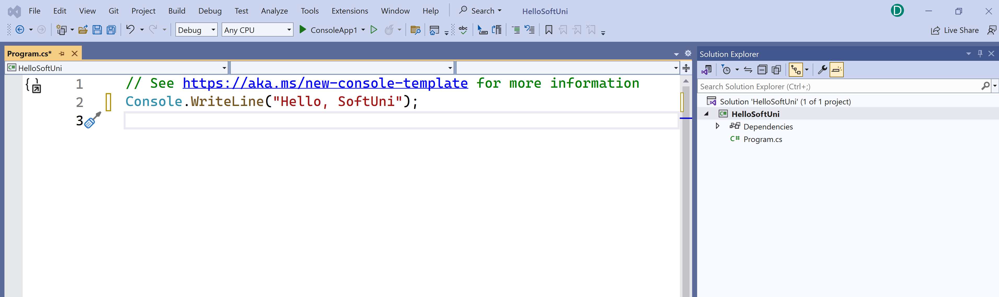 File Edit View Git Project Build Debug Test Analyze Tools Extensions Window Help Search HelloSoftUni D
Debug Any CPU ConsoleApp1 abc Live Share
Program.cs*
C# HelloSoftUni
1 // See https://aka.ms/new-console-template for more information
2 Console.WriteLine("Hello, SoftUni");
3
Solution Explorer
Search Solution Explorer (Ctrl+;)
Solution 'HelloSoftUni' (1 of 1 project)
C# HelloSoftUni
Dependencies
C# Program.cs